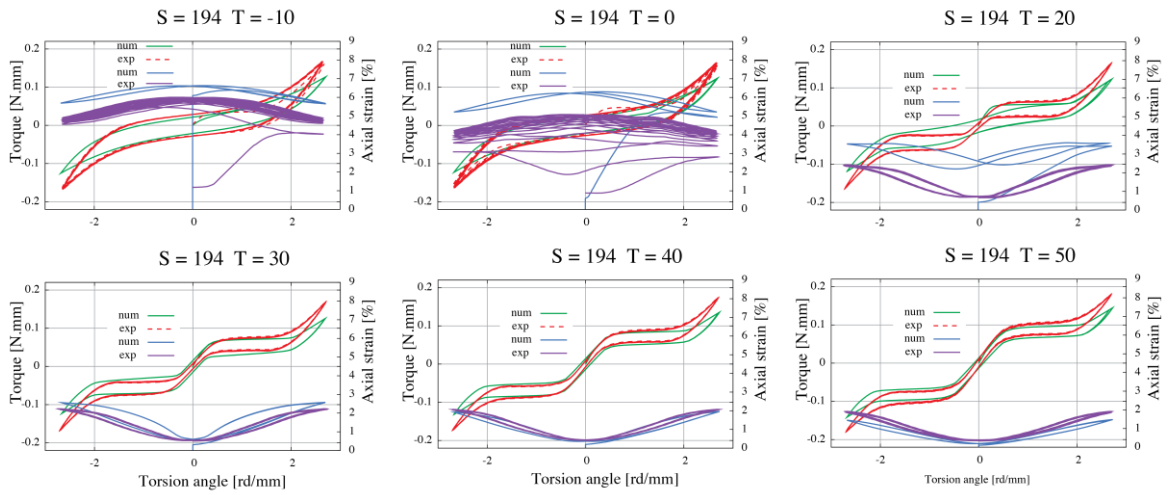 S = 194 T = -10
S = 194 T = 0
S = 194 T = 20
Torque [N.mm]
0.2
0.1
0
-0.1
-0.2
num
exp
num
exp
9
8
7
6
5
4
3
2
1
0
Axial strain [%]
-2
0
2
Torque [N.mm]
0.2
0.1
0
-0.1
-0.2
num
exp
num
exp
9
8
7
6
5
4
3
2
1
0
Axial strain [%]
-2
0
2
Torque [N.mm]
0.2
0.1
0
-0.1
-0.2
num
exp
num
exp
9
8
7
6
5
4
3
2
1
0
Axial strain [%]
-2
0
2
S = 194 T = 30
S = 194 T = 40
S = 194 T = 50
Torque [N.mm]
0.2
0.1
0
-0.1
-0.2
num
exp
num
exp
9
8
7
6
5
4
3
2
1
0
Axial strain [%]
-2
0
2
Torsion angle [rd/mm]
Torque [N.mm]
0.2
0.1
0
-0.1
-0.2
num
exp
num
exp
9
8
7
6
5
4
3
2
1
0
Axial strain [%]
-2
0
2
Torsion angle [rd/mm]
Torque [N.mm]
0.2
0.1
0
-0.1
-0.2
num
exp
num
exp
9
8
7
6
5
4
3
2
1
0
Axial strain [%]
-2
0
2
Torsion angle [rd/mm]